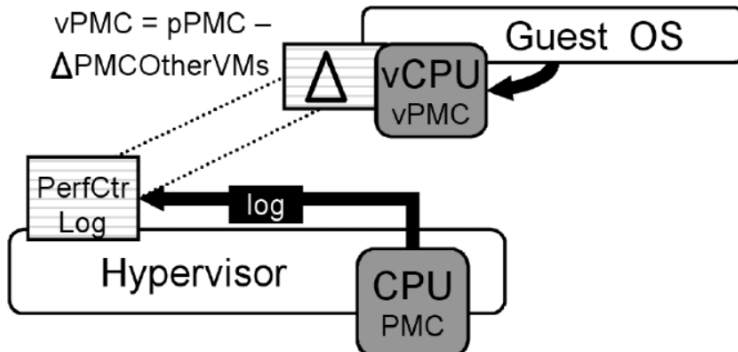 vPMC = pPMC –
ΔPMCOtherVMs
Guest OS
Δ
vCPU
vPMC
PerfCtr
Log
log
Hypervisor
CPU
PMC